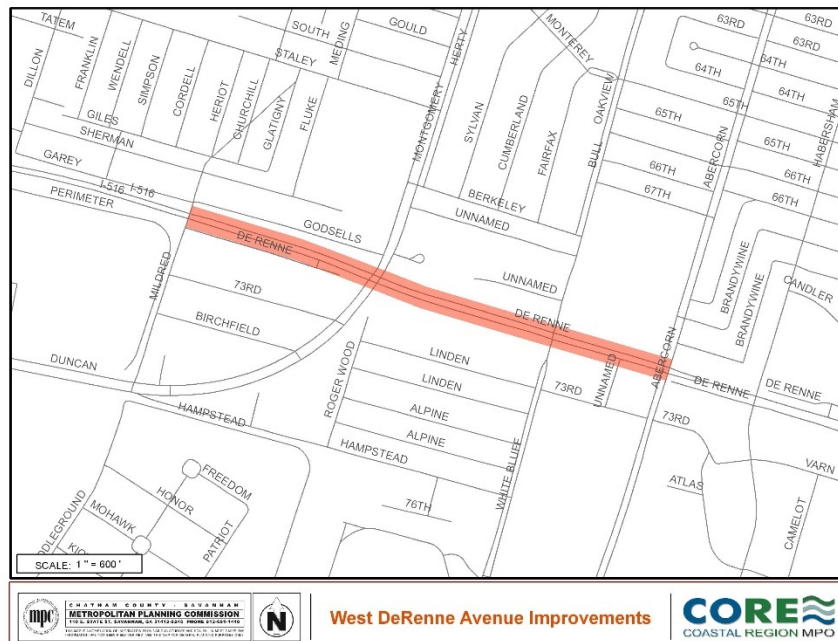 TATEM
DILLON
FRANKLIN
WENDELL
SIMPSON
CORDELL
HERIOT
CHURCHILL
GLATIGNY
FLUKE
SOUTH
MEDING
GOULD
STALEY
HERTY
MONTGOMERY
MONTEREY
63RD
63RD
64TH
64TH
64TH
65TH
65TH
65TH
66TH
66TH
66TH
67TH
HABERSHAM
ABERCORN
OAKVIEW
BULL
SYLVAN
CUMBERLAND
FAIRFAX
BERKELEY
UNNAMED
UNNAMED
GILES
SHERMAN
GAREY
I-516 I-516
PERIMETER
GODSELLS
DE RENNE
DE RENNE
DE RENNE
DE RENNE
MILDRED
73RD
BIRCHFIELD
DUNCAN
HAMPSTEAD
HAMPSTEAD
ROGER WOOD
LINDEN
LINDEN
ALPINE
ALPINE
76TH
WHITE BLUFF
73RD
UNNAMED
ABERCORN
BRANDYWINE
BRANDYWINE
CANDLER
73RD
ATLAS
VARN
CAMELOT
FREEDOM
HONOR
MOHAWK
PATRIOT
DDLEGROUND
SCALE: 1 " = 600 '
mpc
CHATHAM COUNTY - SAVANNAH
METROPOLITAN PLANNING COMMISSION
N
West DeRenne Avenue Improvements
CORE
COASTAL REGION MPO